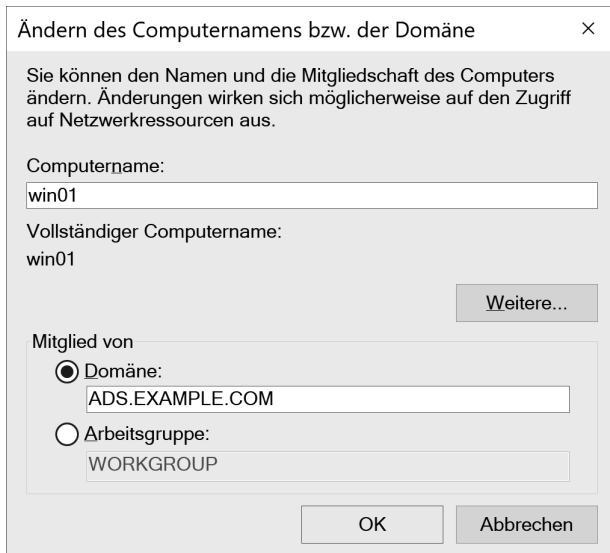 Ändern des Computernamens bzw. der Domäne
Sie können den Namen und die Mitgliedschaft des Computers
ändern. Änderungen wirken sich möglicherweise auf den Zugriff
auf Netzwerkressourcen aus.
Computername:
win01
Vollständiger Computername:
win01
Weitere...
Mitglied von
Domäne:
ADS.EXAMPLE.COM
Arbeitsgruppe:
WORKGROUP
OK Abbrechen